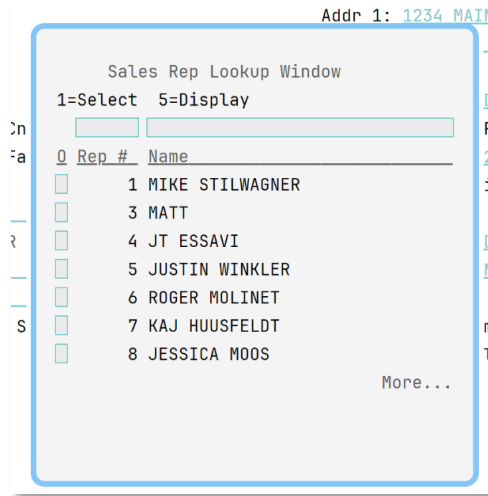 Addr 1: 1234 MAIN
Sales Rep Lookup Window
1=Select 5=Display
O Rep # Name
1 MIKE STILWAGNER
3 MATT
4 JT ESSAVI
5 JUSTIN WINKLER
6 ROGER MOLINET
7 KAJ HUUSFELDT
8 JESSICA MOOS
More...